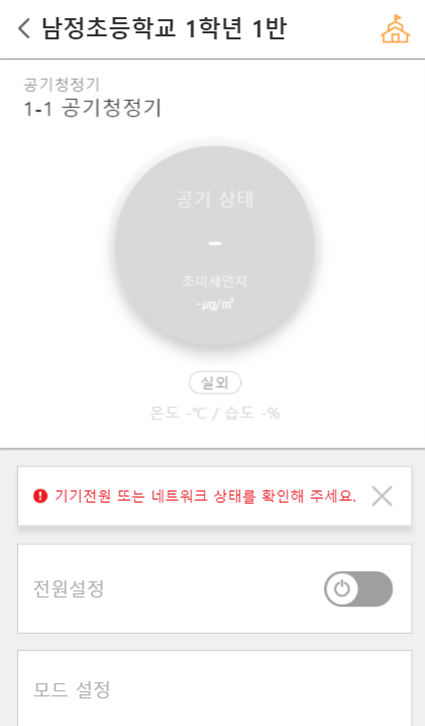 남정초등학교 1학년 1반
공기청정기
1-1 공기청정기
공기 상태
-
초미세먼지
-㎍/㎥
실외
온도 -℃ / 습도 -%
기기전원 또는 네트워크 상태를 확인해 주세요.
전원설정
모드 설정